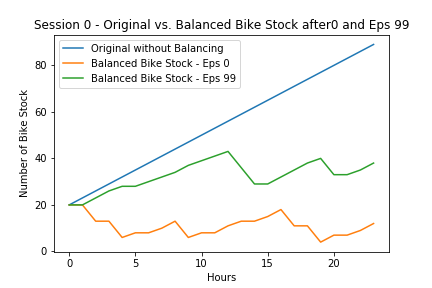 Session 0 - Original vs. Balanced Bike Stock after0 and Eps 99
Original without Balancing
Balanced Bike Stock - Eps 0
Balanced Bike Stock - Eps 99
Number of Bike Stock
80
60
40
20
0
0 5 10 15 20
Hours